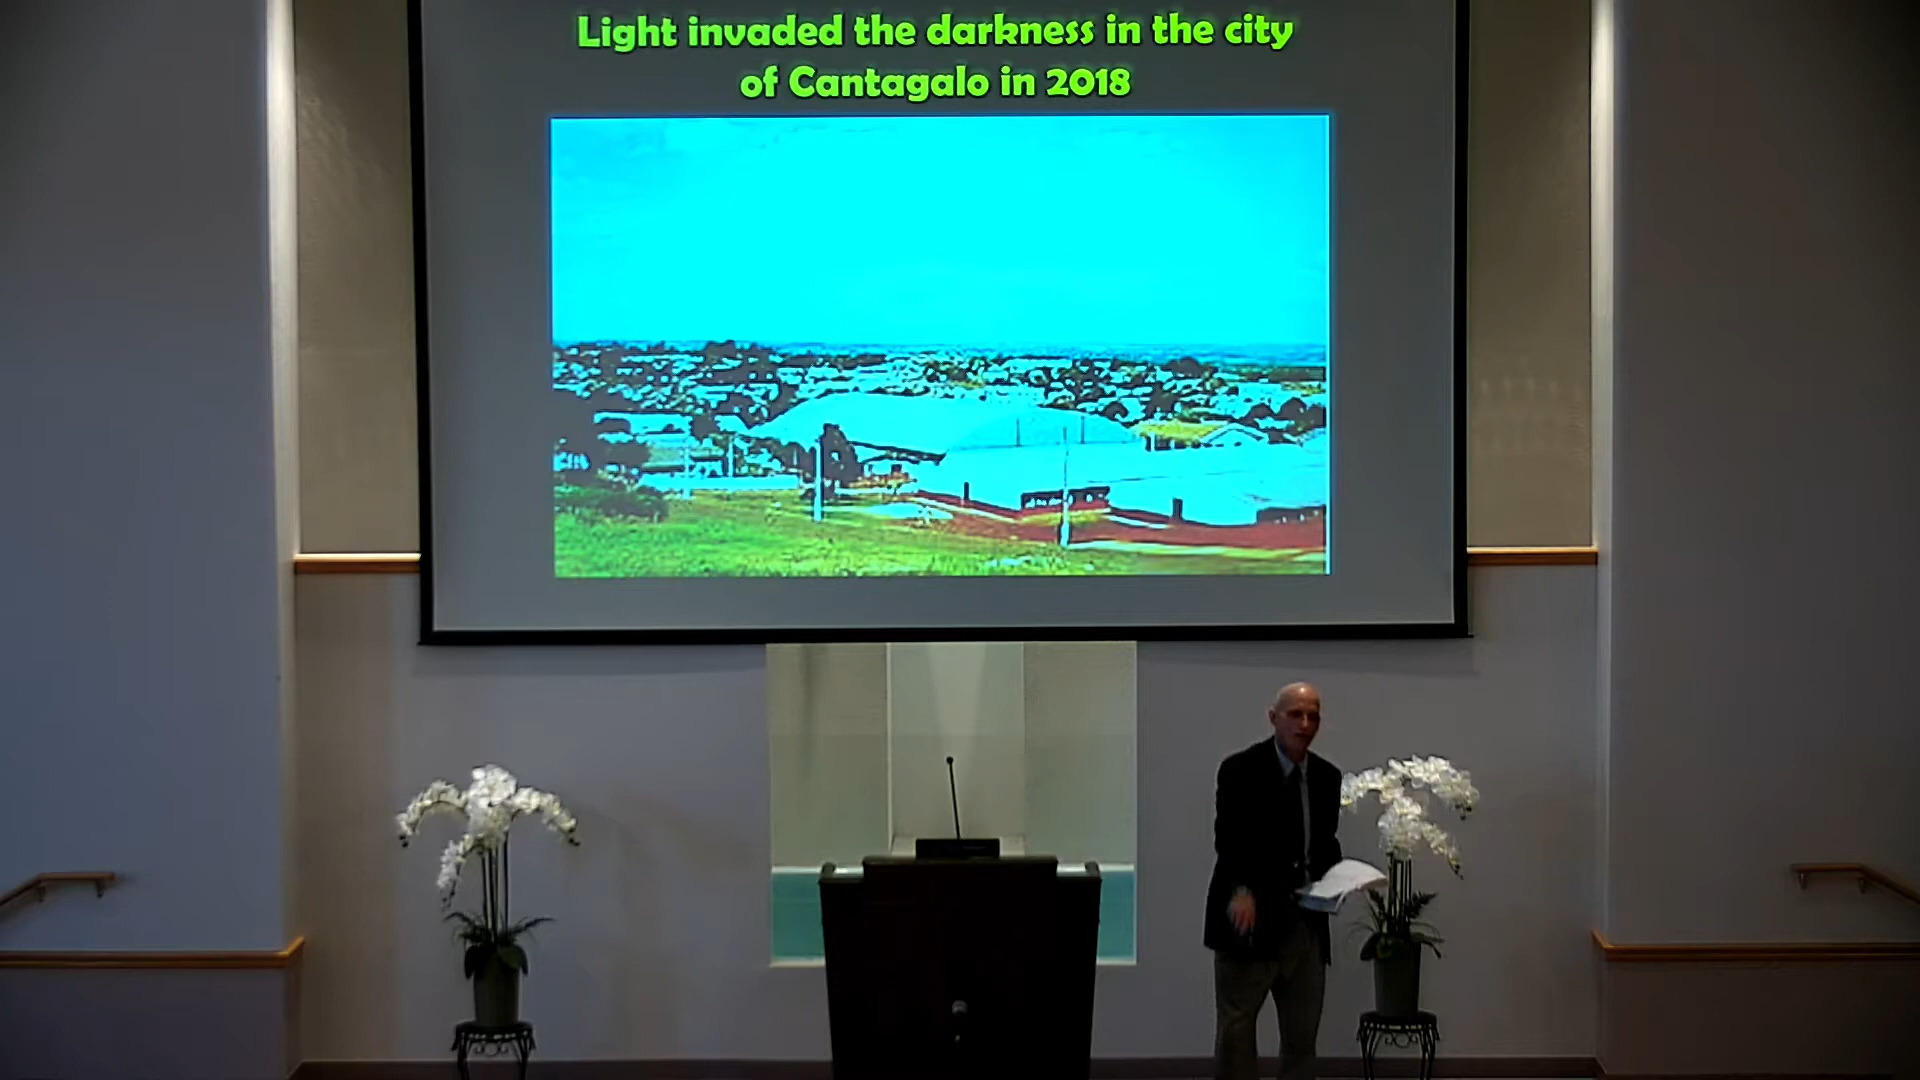 Light invaded the darkness in the city
of Cantagalo in 2018